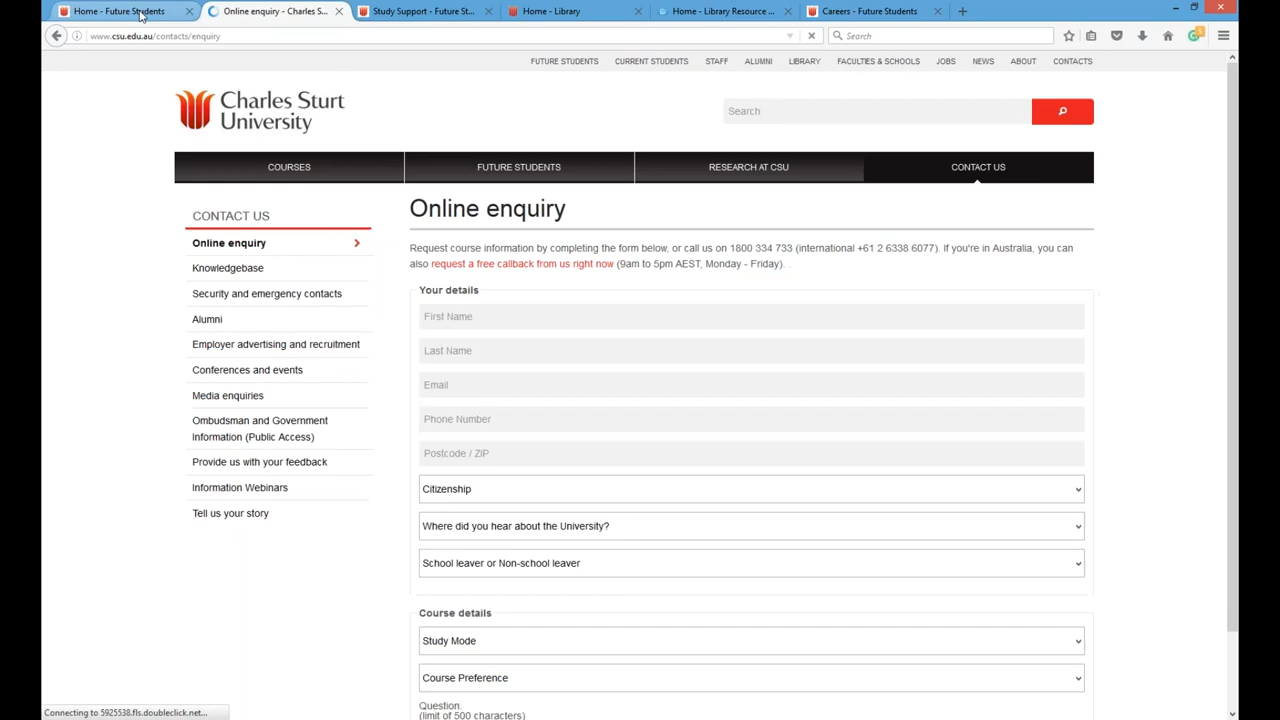 Home - Future Students
Online enquiry - Charles S...
Study Support - Future St...
Home - Library
Home - Library Resource ...
Careers - Future Students
www.csu.edu.au/contacts/enquiry
Search
FUTURE STUDENTS CURRENT STUDENTS STAFF ALUMNI LIBRARY FACULTIES & SCHOOLS JOBS NEWS ABOUT CONTACTS
Charles Sturt
University
Search
COURSES FUTURE STUDENTS RESEARCH AT CSU CONTACT US
CONTACT US
Online enquiry
Knowledgebase
Security and emergency contacts
Alumni
Employer advertising and recruitment
Conferences and events
Media enquiries
Ombudsman and Government
Information (Public Access)
Provide us with your feedback
Information Webinars
Tell us your story
Online enquiry
Request course information by completing the form below, or call us on 1800 334 733 (international +61 2 6338 6077). If you're in Australia, you can
also request a free callback from us right now (9am to 5pm AEST, Monday - Friday). .
Your details
First Name
Last Name
Email
Phone Number
Postcode / ZIP
Citizenship
Where did you hear about the University?
School leaver or Non-school leaver
Course details
Study Mode
Course Preference
Question:
(limit of 500 characters)
Connecting to 5925538.fls.doubleclick.net...